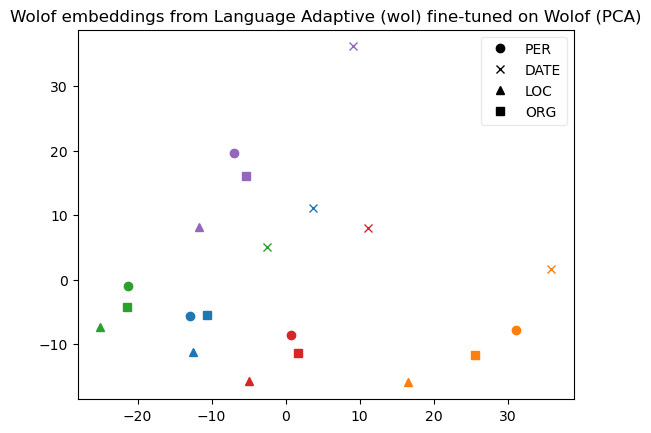 Wolof embeddings from Language Adaptive (wol) fine-tuned on Wolof (PCA)
PER
DATE
LOC
ORG
30
20
10
0
−10
−20 −10 0 10 20 30